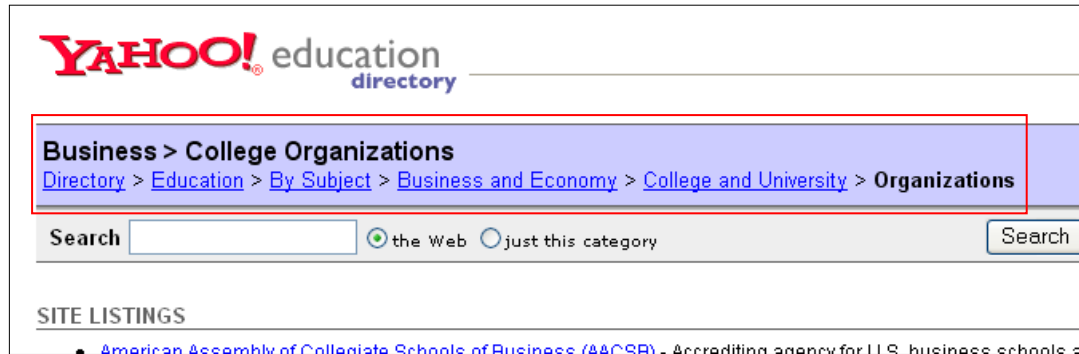 YAHOO!® education
directory
Business > College Organizations
Directory > Education > By Subject > Business and Economy > College and University > Organizations
Search the Web just this category Search
SITE LISTINGS
American Assembly of Collegiate Schools of Business (AACSB) - Accrediting agency for U.S. business schools a